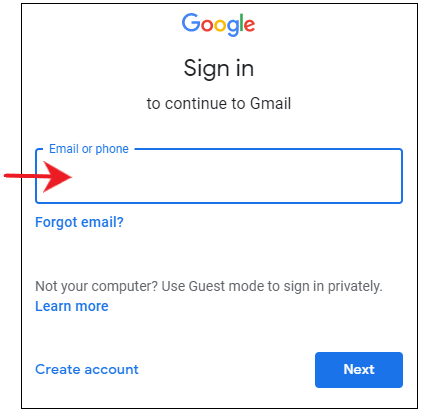 Google
Sign in
to continue to Gmail
Email or phone
Forgot email?
Not your computer? Use Guest mode to sign in privately.
Learn more
Create account
Next